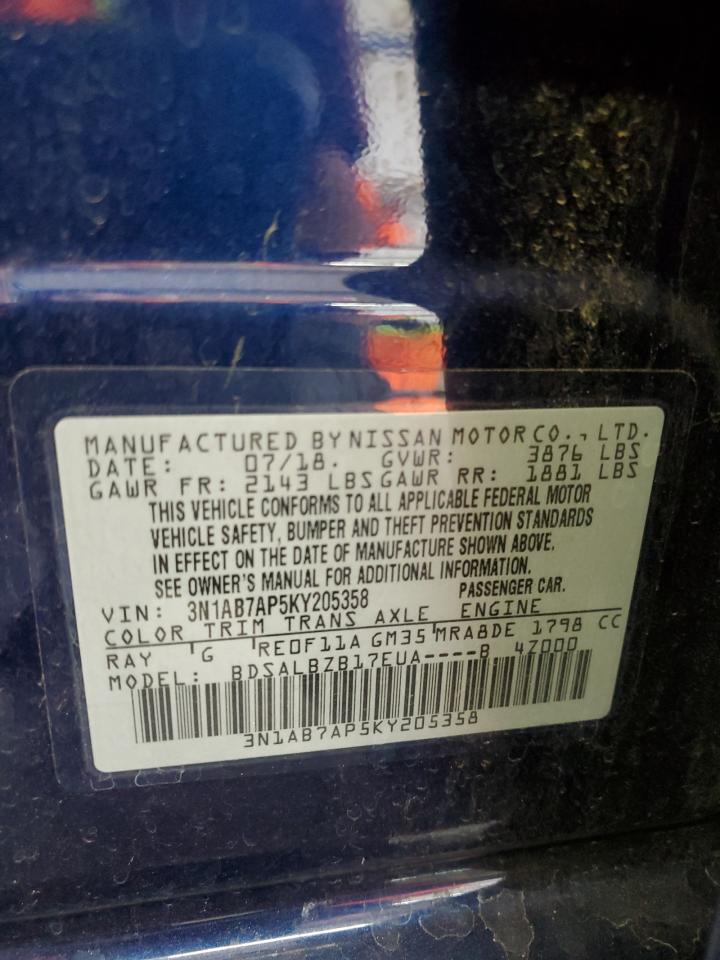 MANUFACTURED BY NISSAN MOTOR CO., LTD.
DATE: 07/18. GVWR: 3876 LBS
GAWR FR: 2143 LBS GAWR RR: 1881 LBS
THIS VEHICLE CONFORMS TO ALL APPLICABLE FEDERAL MOTOR
VEHICLE SAFETY, BUMPER AND THEFT PREVENTION STANDARDS
IN EFFECT ON THE DATE OF MANUFACTURE SHOWN ABOVE.
SEE OWNER'S MANUAL FOR ADDITIONAL INFORMATION.
VIN: 3N1AB7AP5KY205358 PASSENGER CAR.
COLOR TRIM TRANS AXLE ENGINE
RAY G RE0F11A GM35 MRA8DE 1798 CC
MODEL: BDSALBZB17EUA----B 4Z000
3N1AB7AP5KY205358